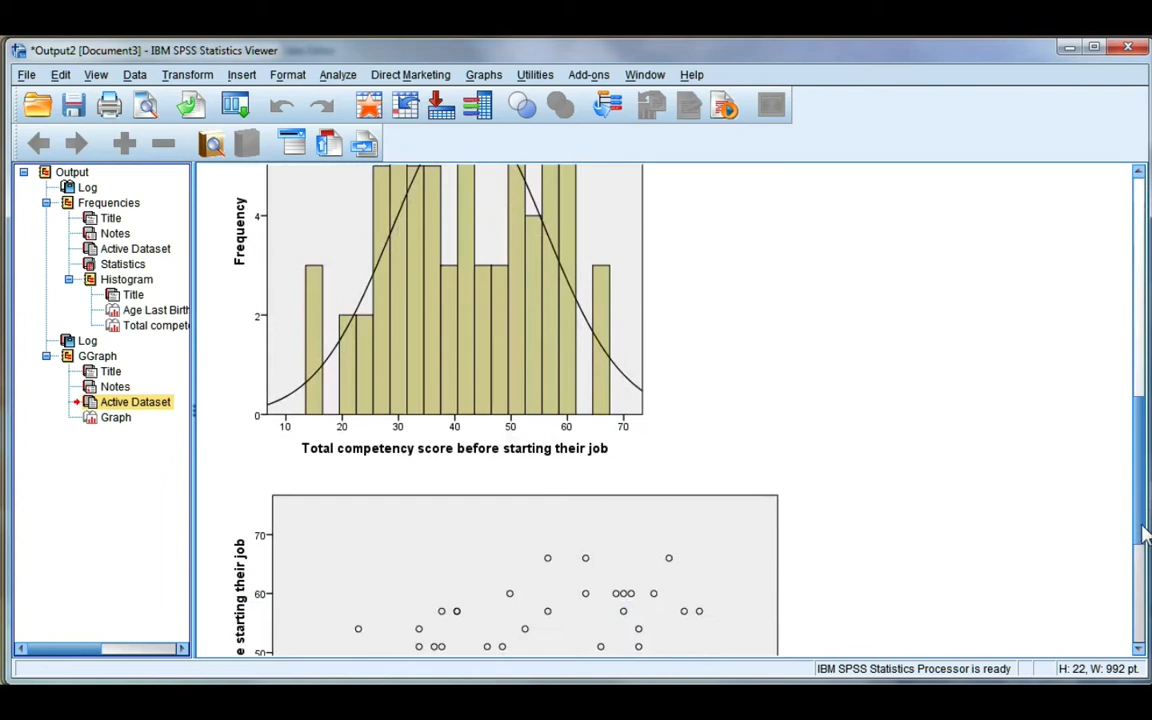 *Output2 [Document3] - IBM SPSS Statistics Viewer
File Edit View Data Transform Insert Format Analyze Direct Marketing Graphs Utilities Add-ons Window Help
Output
Log
Frequencies
Title
Notes
Active Dataset
Statistics
Histogram
Title
Age Last Birth
Total compete
Log
GGraph
Title
Notes
Active Dataset
Graph
Frequency
4
2
0
10 20 30 40 50 60 70
Total competency score before starting their job
e starting their job
70
60
50
IBM SPSS Statistics Processor is ready
H: 22, W: 992 pt.